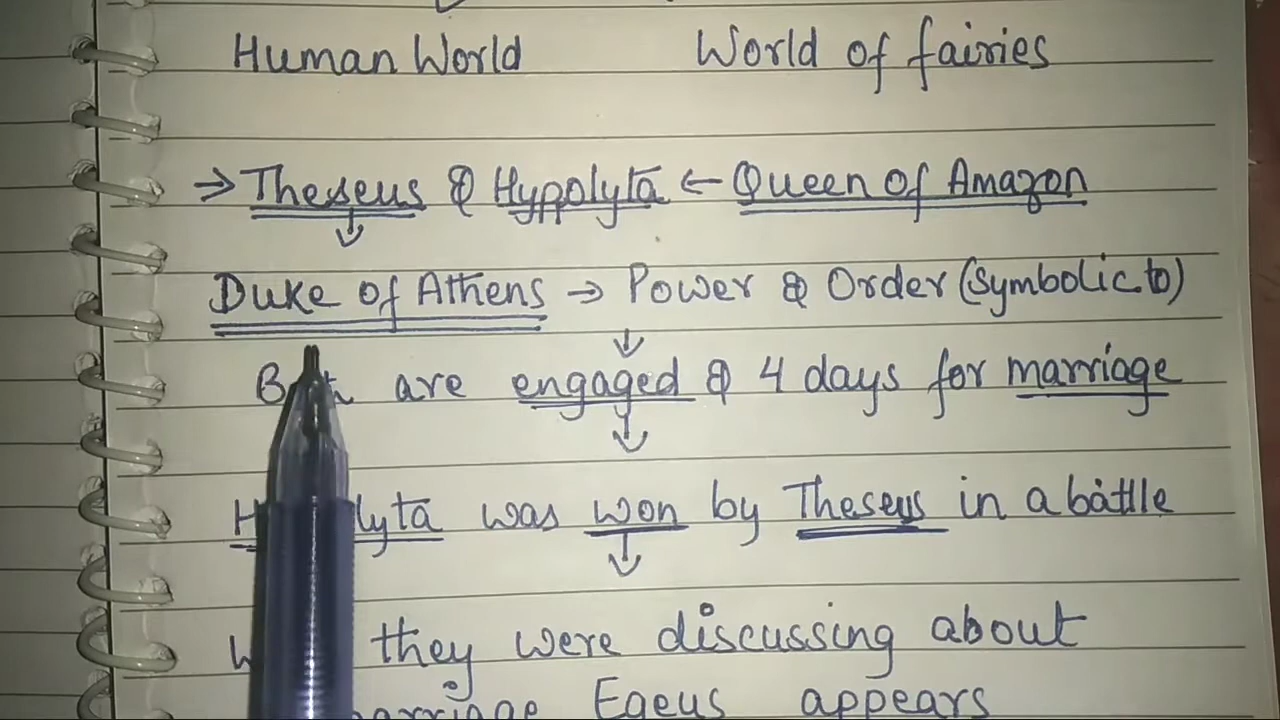 Human World World of fairies
⇒ Theseus & Hyppolyta ← Queen of Amazon
↓
Duke of Athens → Power & Order (Symbolic to)
↓
are engaged & 4 days for marriage
↓
was won by Theseus in a battle
↓
they were discussing about
Egeus appears